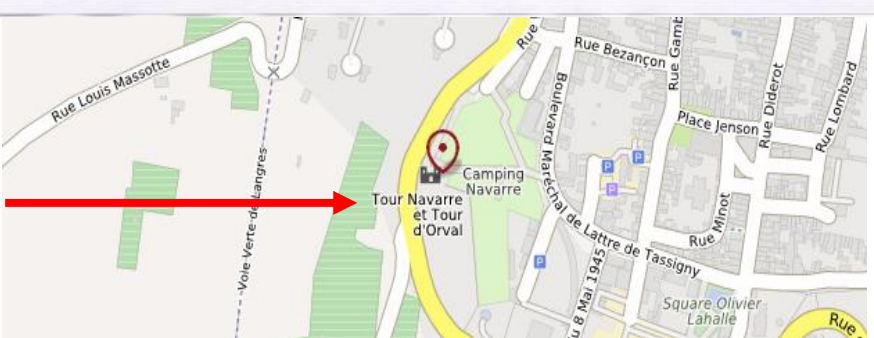 Rue Louis Massotte
-Voie Verte-de-Langres-
Tour Navarre
et Tour
d'Orval
Camping
Navarre
Rue
Rue Bezançon
Rue Gamb
Boulevard Maréchal de Lattre de Tassigny
Place Jenson
Rue Diderot
Rue Lombard
Rue Minot
u 8 Mai 1945
Square Olivier
Lahalle
Rue
P
P
P
P